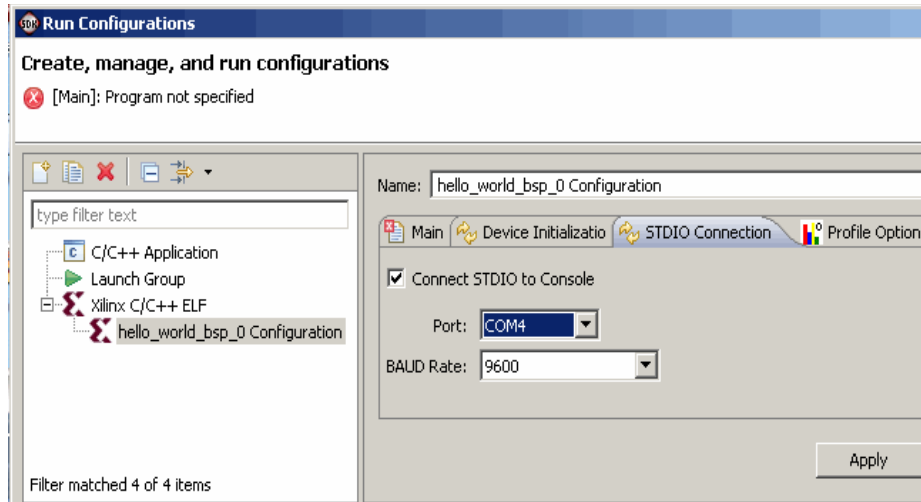 SDK Run Configurations
Create, manage, and run configurations
[Main]: Program not specified
type filter text
C/C++ Application
Launch Group
Xilinx C/C++ ELF
hello_world_bsp_0 Configuration
Filter matched 4 of 4 items
Name: hello_world_bsp_0 Configuration
Main Device Initializatio STDIO Connection Profile Option
Connect STDIO to Console
Port: COM4
BAUD Rate: 9600
Apply